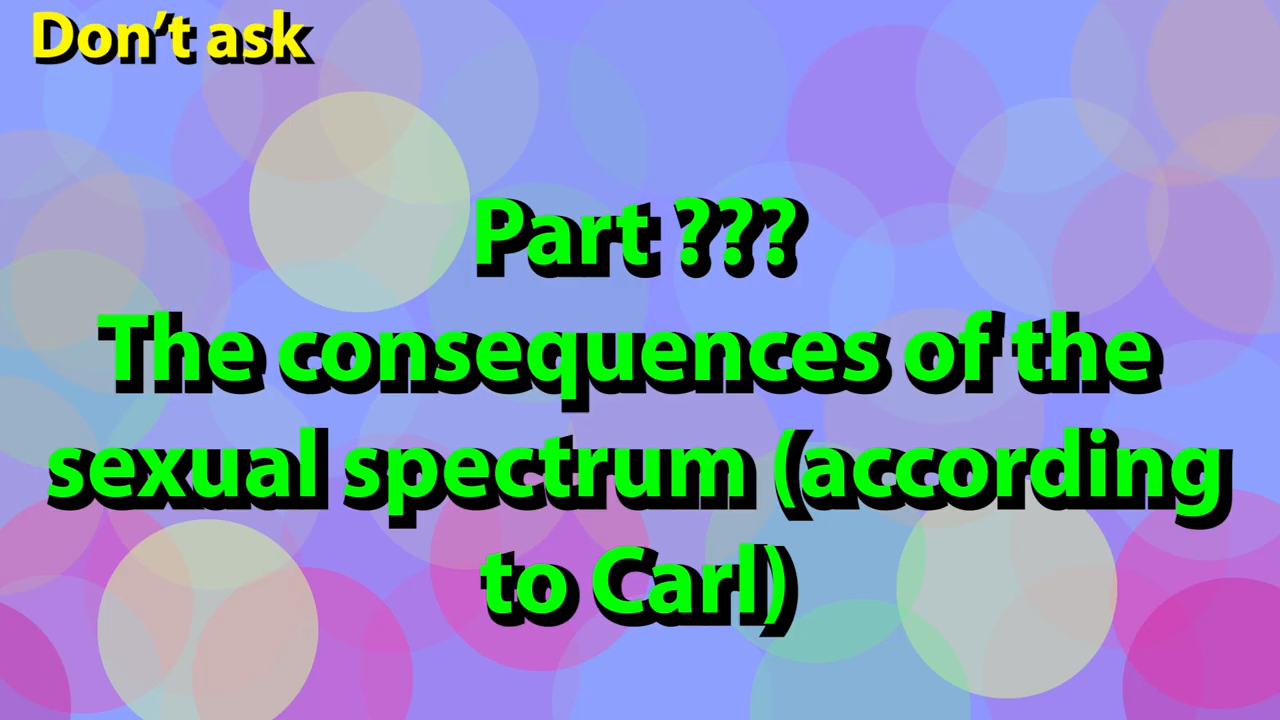 Don’t ask
Part ???
The consequences of the
sexual spectrum (according
to Carl)